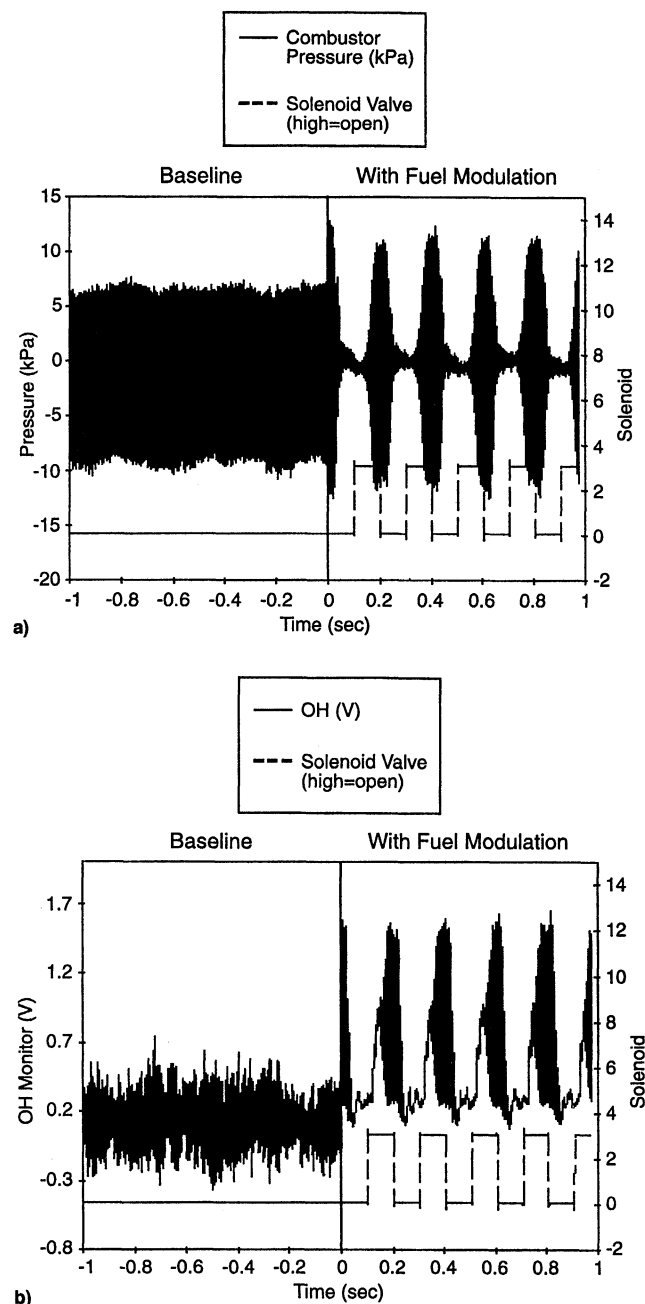 Combustor
Pressure (kPa)
Solenoid Valve
(high=open)
Baseline
With Fuel Modulation
15
10
5
0
-5
-10
-15
-20
Pressure (kPa)
14
12
10
8
6
4
2
0
-2
Solenoid
-1 -0.8 -0.6 -0.4 -0.2 0 0.2 0.4 0.6 0.8 1
Time (sec)
a)
OH (V)
Solenoid Valve
(high=open)
Baseline
With Fuel Modulation
1.7
1.2
0.7
0.2
-0.3
-0.8
OH Monitor (V)
14
12
10
8
6
4
2
0
-2
Solenoid
-1 -0.8 -0.6 -0.4 -0.2 0 0.2 0.4 0.6 0.8 1
Time (sec)
b)